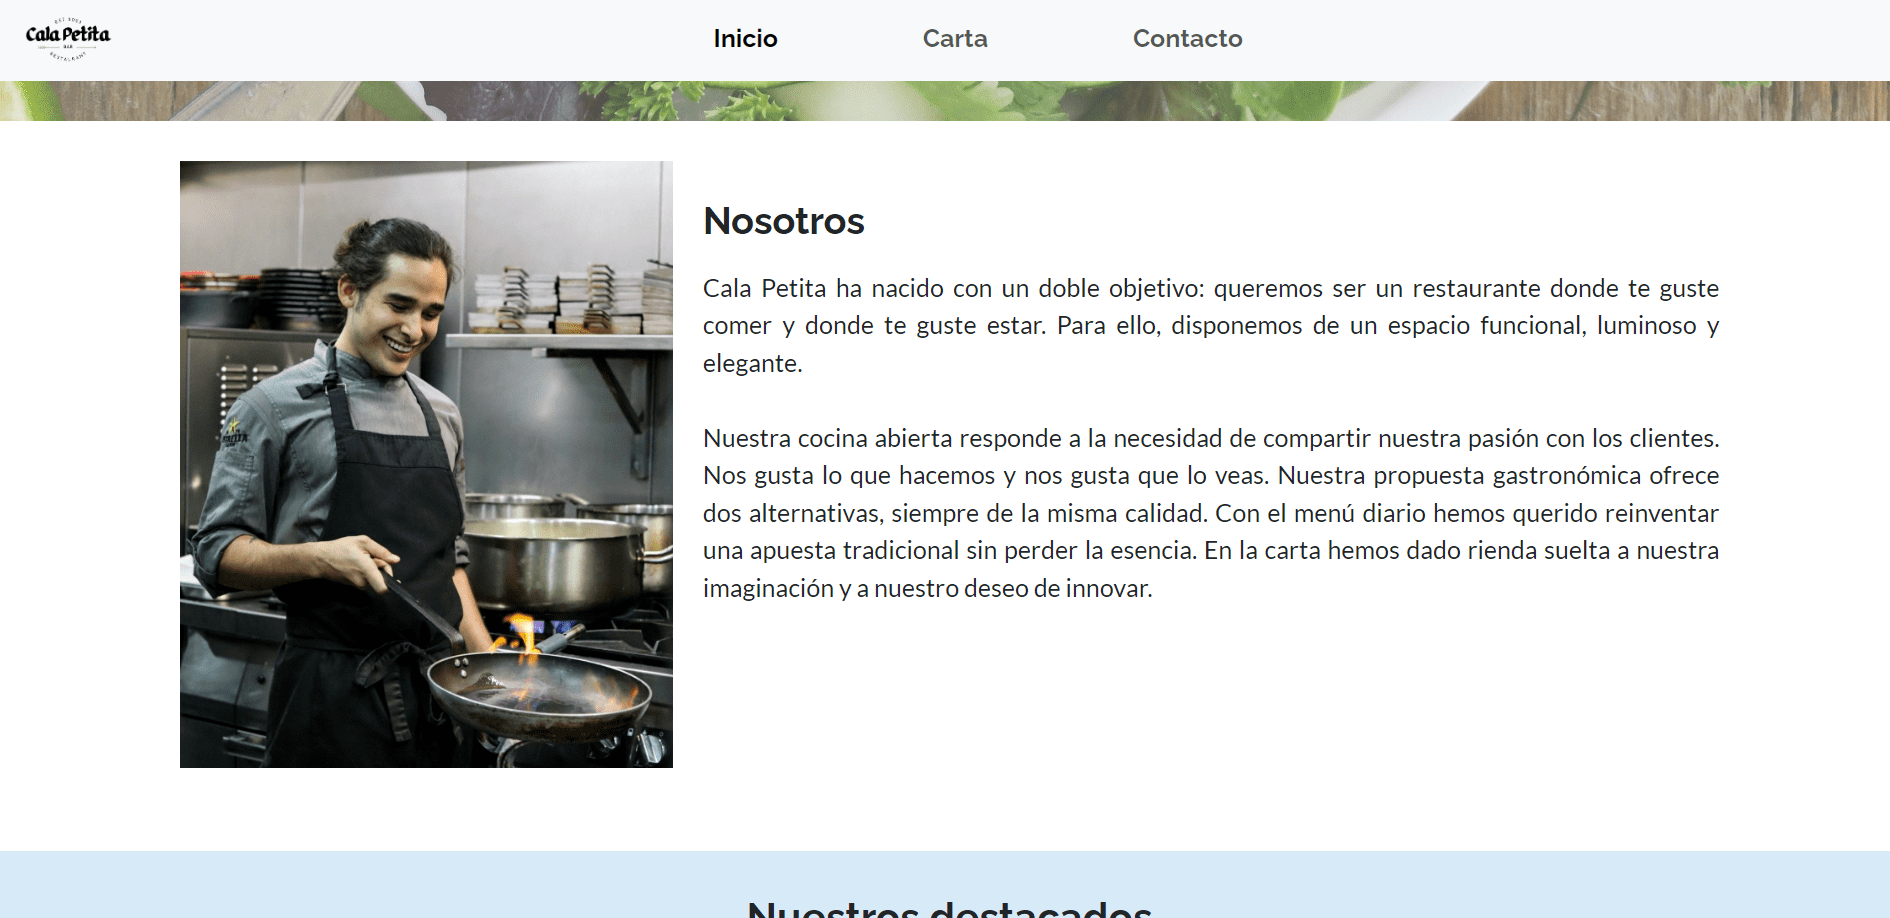 EST 2021
Cala Petita
BAR
RESTAURANT
Inicio
Carta
Contacto
Nosotros
Cala Petita ha nacido con un doble objetivo: queremos ser un restaurante donde te guste
comer y donde te guste estar. Para ello, disponemos de un espacio funcional, luminoso y
elegante.
Nuestra cocina abierta responde a la necesidad de compartir nuestra pasión con los clientes.
Nos gusta lo que hacemos y nos gusta que lo veas. Nuestra propuesta gastronómica ofrece
dos alternativas, siempre de la misma calidad. Con el menú diario hemos querido reinventar
una apuesta tradicional sin perder la esencia. En la carta hemos dado rienda suelta a nuestra
imaginación y a nuestro deseo de innovar.
Nuestros destacados